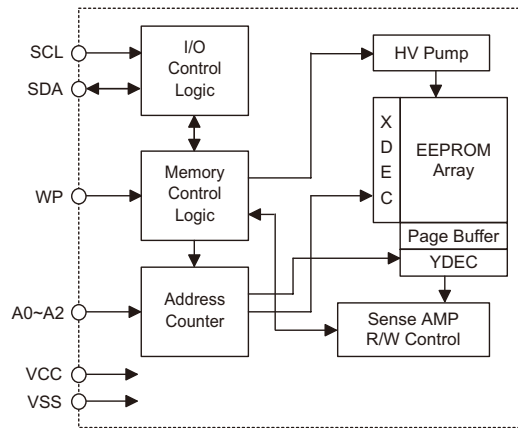 SCL
SDA
WP
A0~A2
VCC
VSS
I/O
Control
Logic
Memory
Control
Logic
Address
Counter
HV Pump
X
D
E
C
EEPROM
Array
Page Buffer
YDEC
Sense AMP
R/W Control